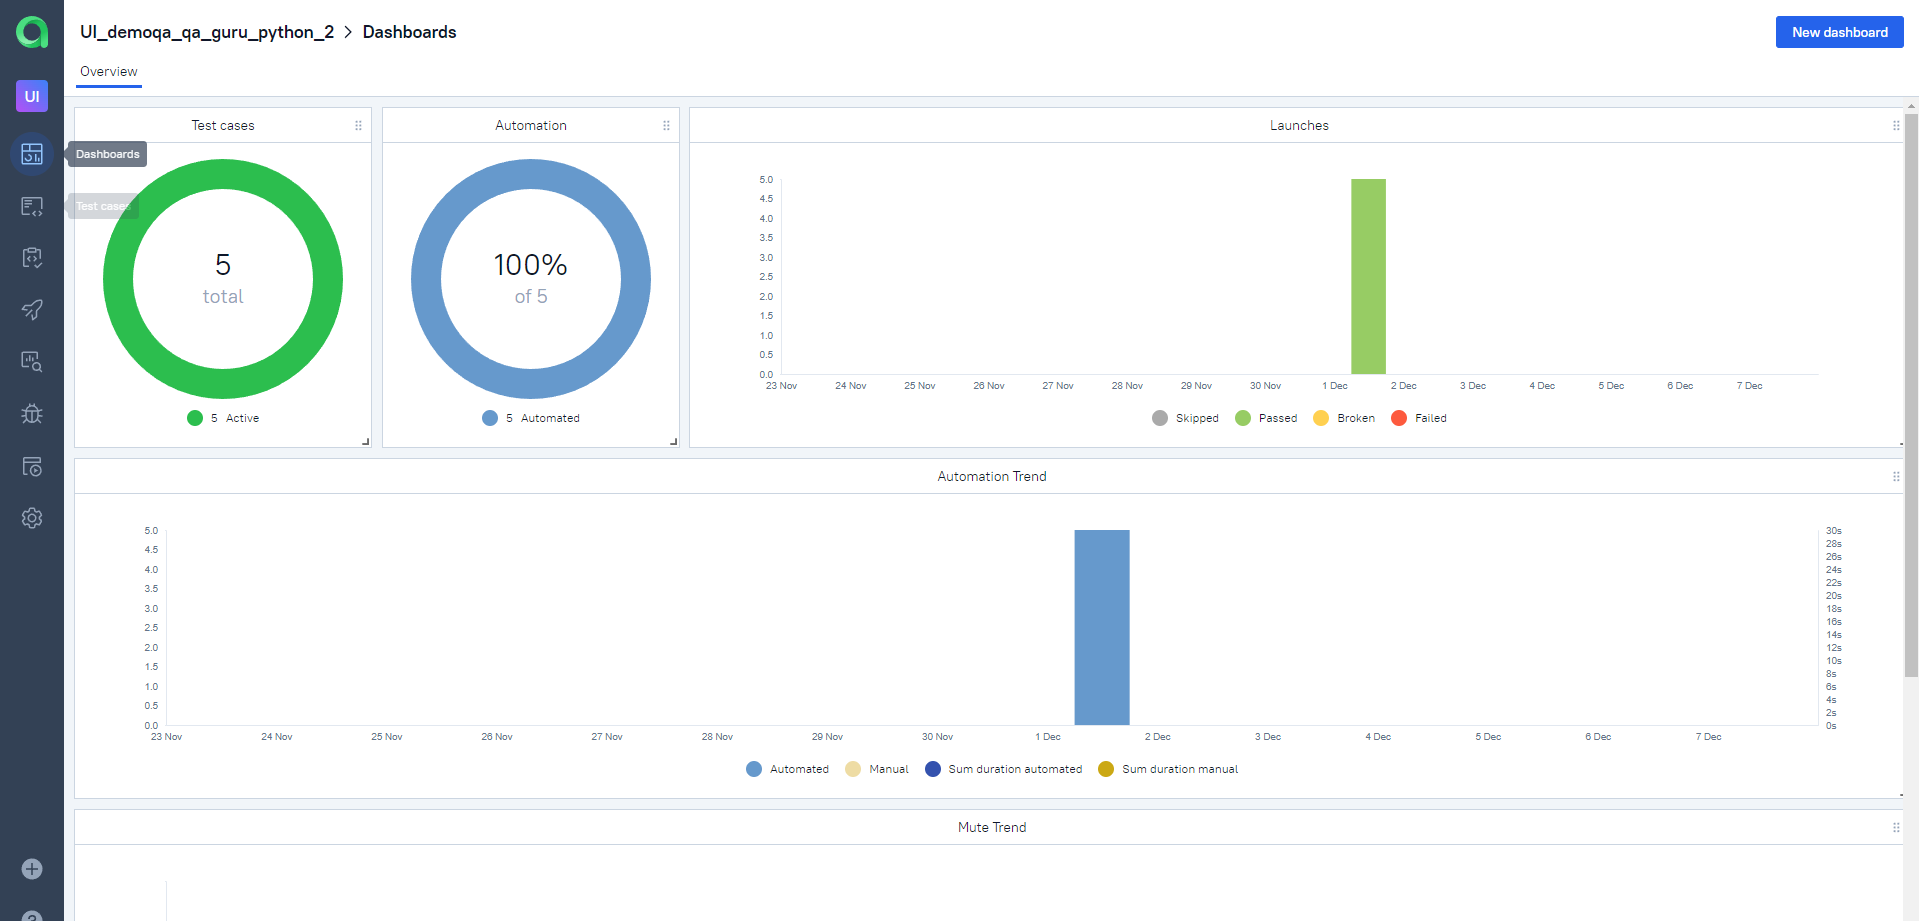 UI_demoqa_qa_guru_python_2 > Dashboards
New dashboard
Overview
UI
Dashboards
Test cases
Test cases
5
total
5 Active
Automation
100%
of 5
5 Automated
Launches
5.0
4.5
4.0
3.5
3.0
2.5
2.0
1.5
1.0
0.5
0.0
23 Nov 24 Nov 25 Nov 26 Nov 27 Nov 28 Nov 29 Nov 30 Nov 1 Dec 2 Dec 3 Dec 4 Dec 5 Dec 6 Dec 7 Dec
Skipped Passed Broken Failed
Automation Trend
5.0
4.5
4.0
3.5
3.0
2.5
2.0
1.5
1.0
0.5
0.0
30s
28s
26s
24s
22s
20s
18s
16s
14s
12s
10s
8s
6s
4s
2s
0s
23 Nov 24 Nov 25 Nov 26 Nov 27 Nov 28 Nov 29 Nov 30 Nov 1 Dec 2 Dec 3 Dec 4 Dec 5 Dec 6 Dec 7 Dec
Automated Manual Sum duration automated Sum duration manual
Mute Trend